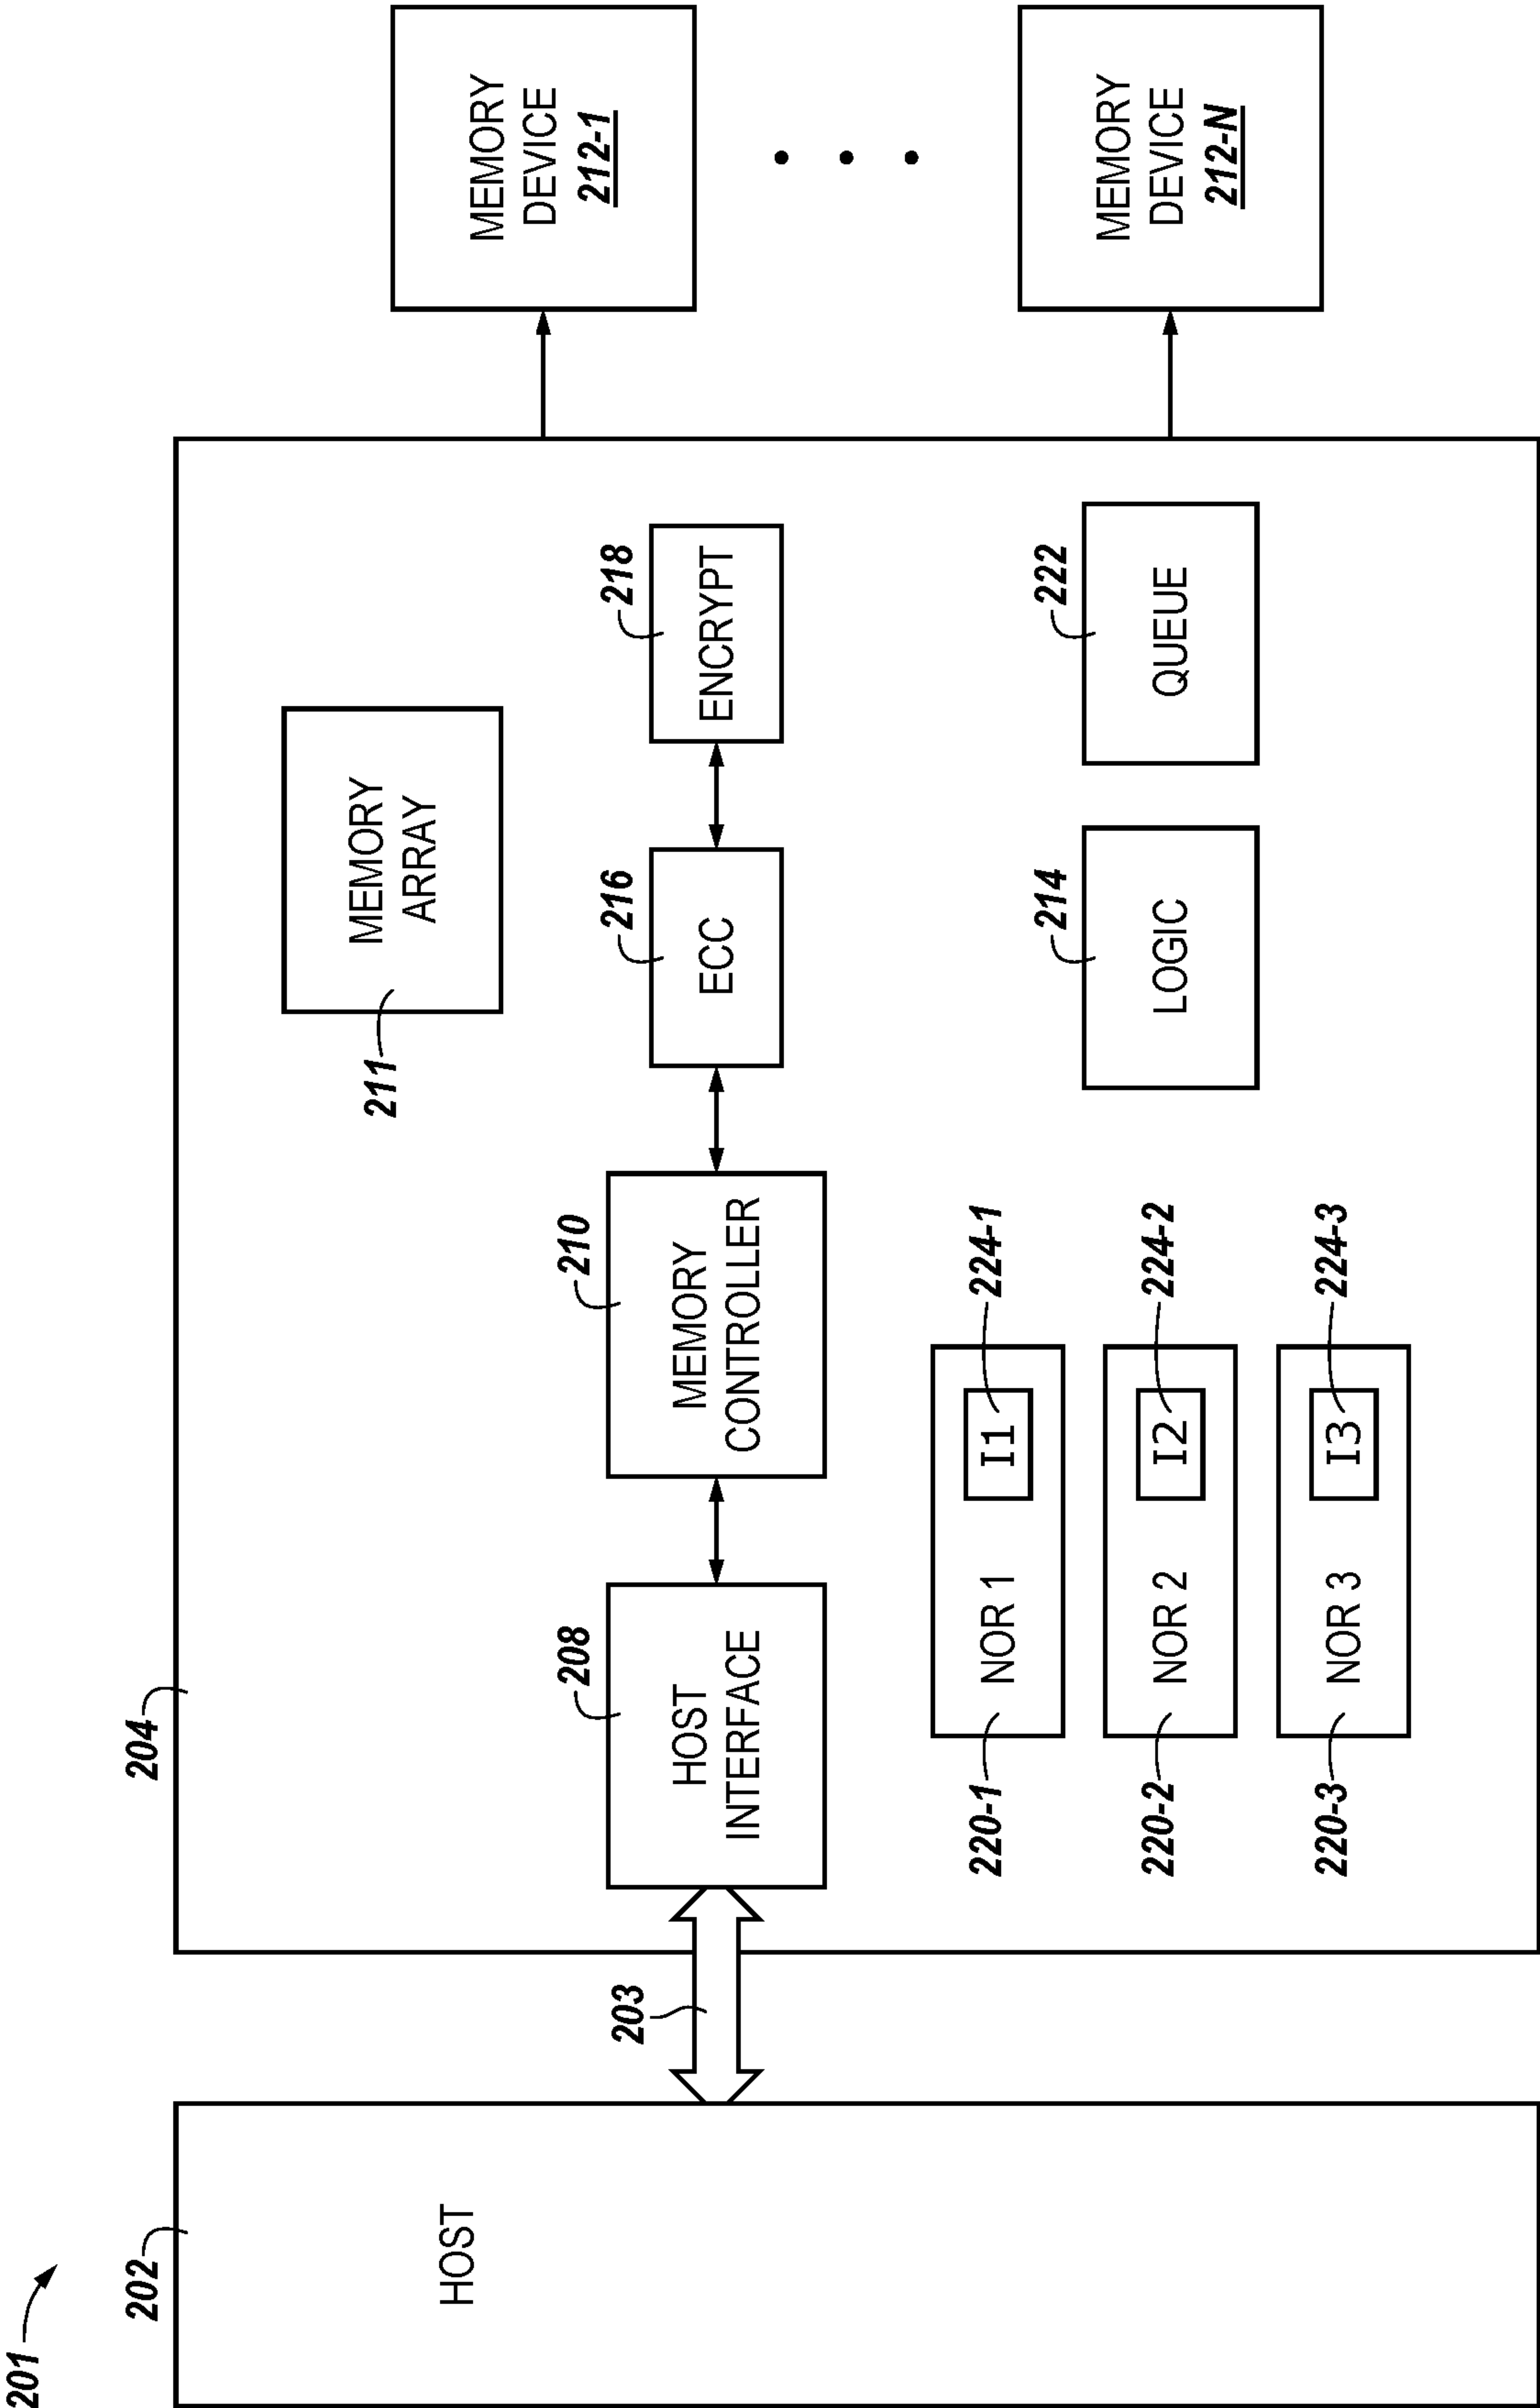 201
202
HOST
203
204
208
HOST
INTERFACE
210
MEMORY
CONTROLLER
211
MEMORY
ARRAY
216
ECC
218
ENCRYPT
220-1
NOR 1
I1
224-1
220-2
NOR 2
I2
224-2
220-3
NOR 3
I3
224-3
214
LOGIC
222
QUEUE
MEMORY
DEVICE
212-1
MEMORY
DEVICE
212-N